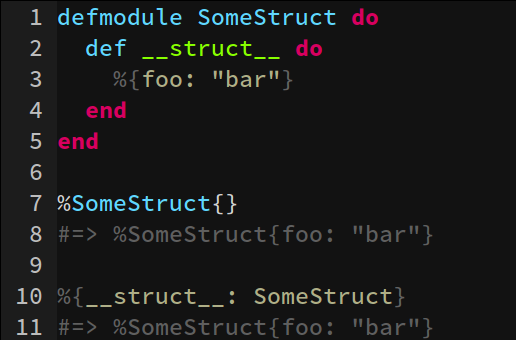 1 defmodule SomeStruct do
2   def __struct__ do
3     %{foo: "bar"}
4   end
5 end
6
7 %SomeStruct{}
8 #=> %SomeStruct{foo: "bar"}
9
10 %{__struct__: SomeStruct}
11 #=> %SomeStruct{foo: "bar"}